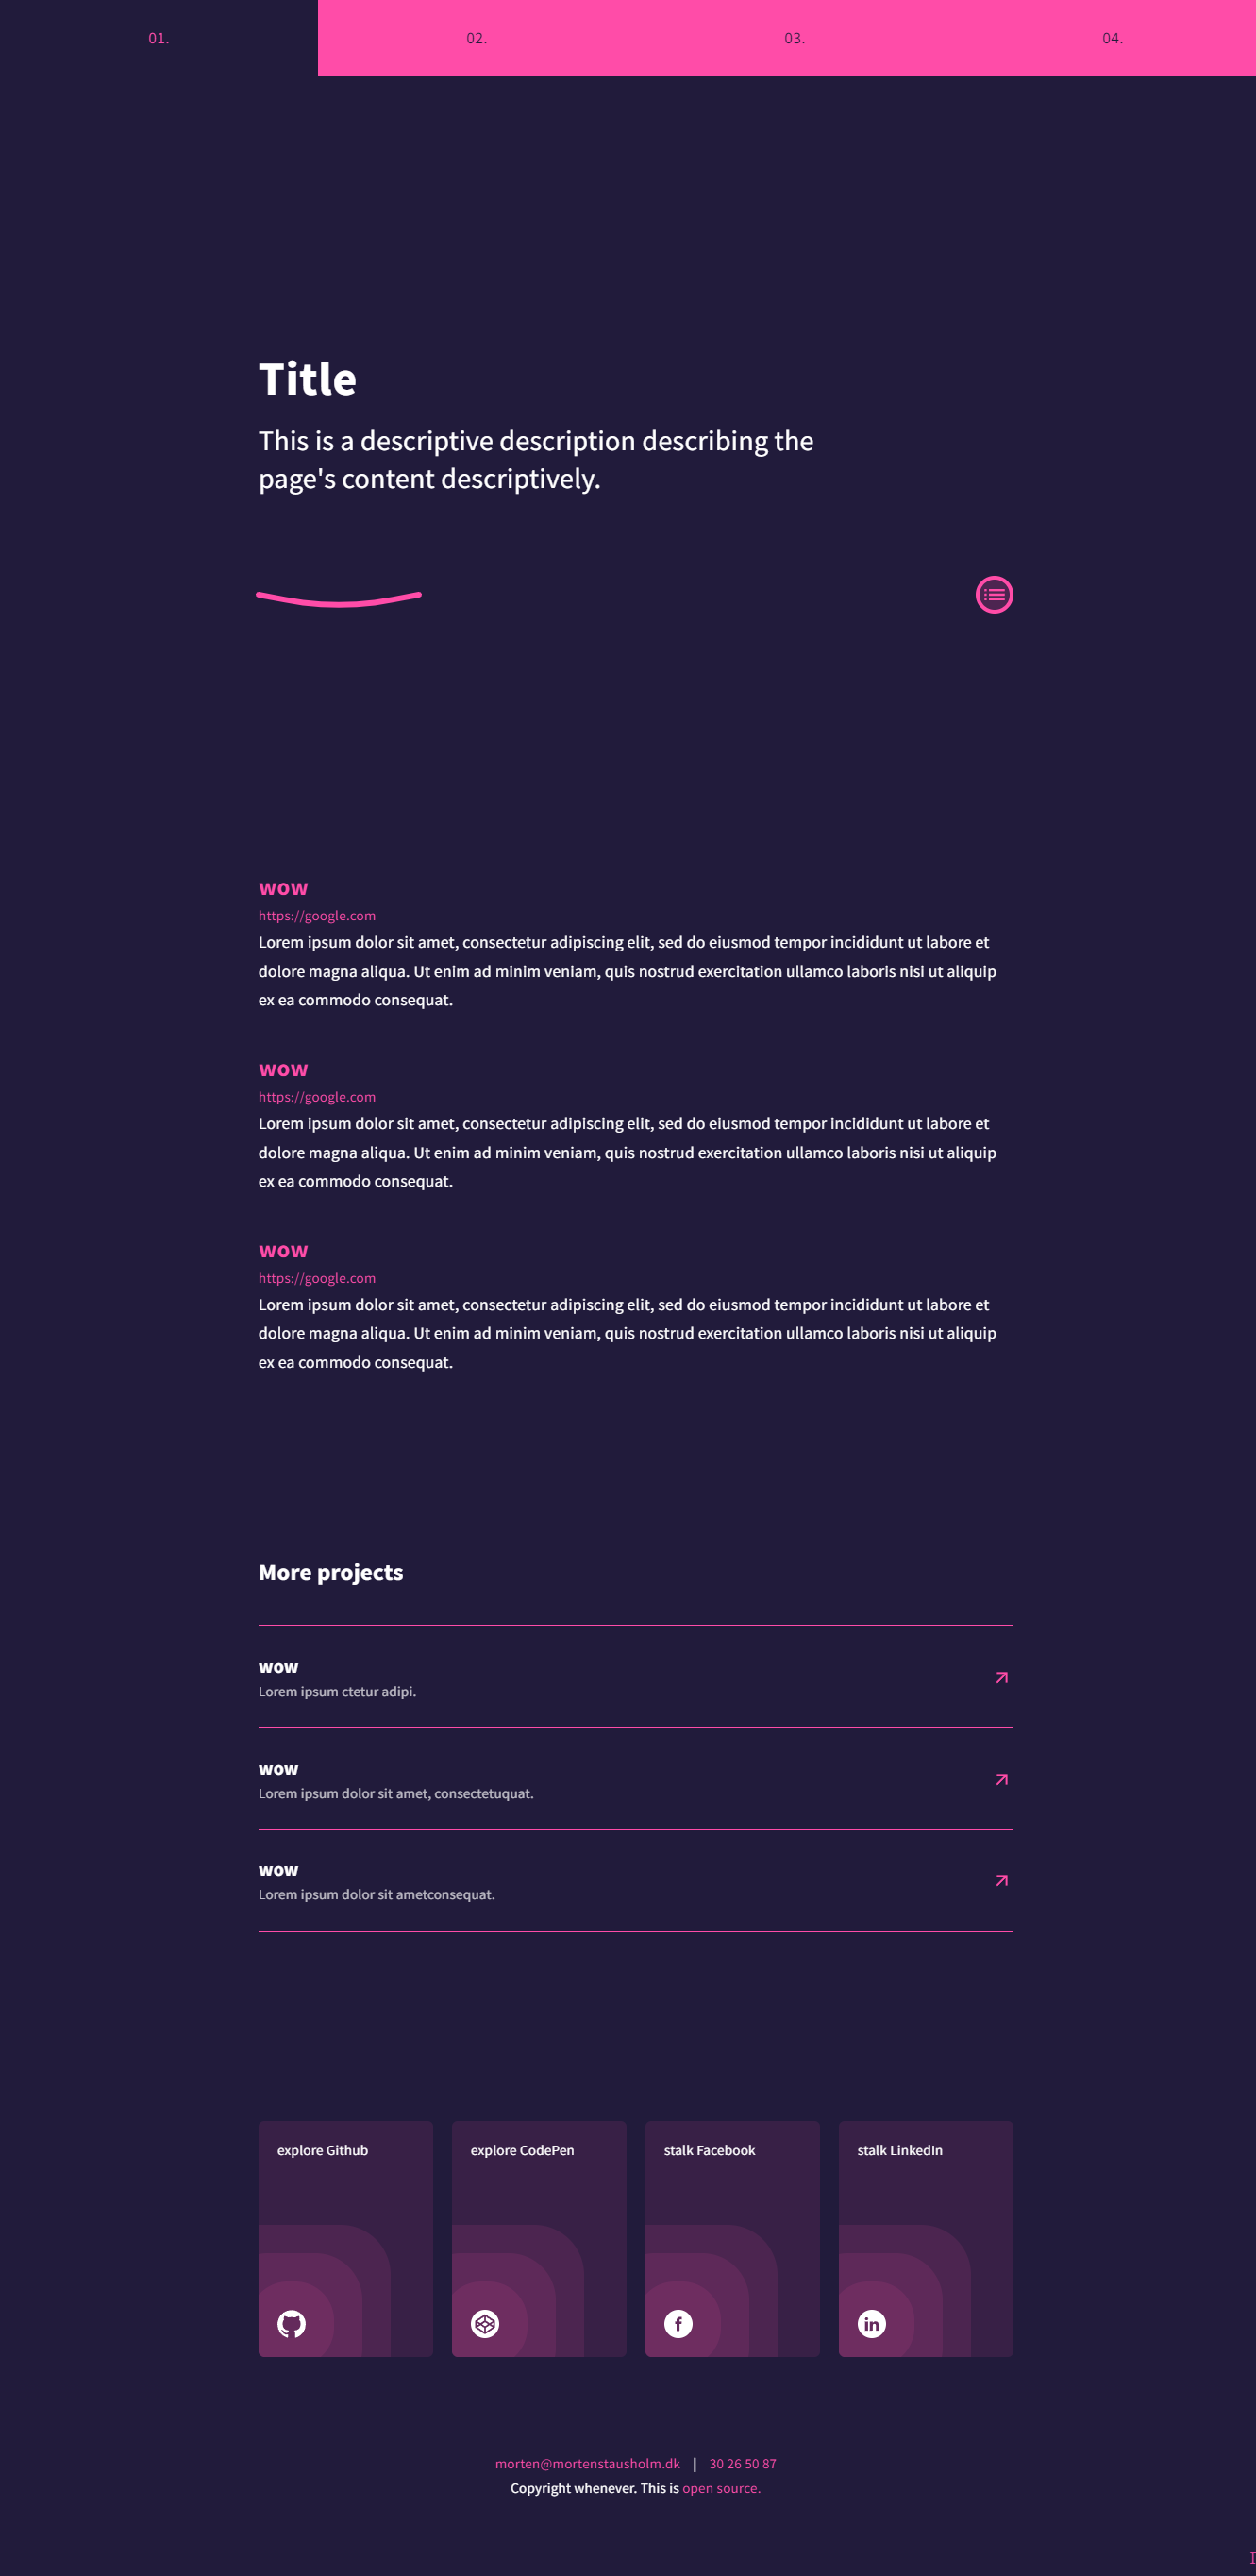 01.
02.
03.
04.
Title
This is a descriptive description describing the
page's content descriptively.
wow
https://google.com
Lorem ipsum dolor sit amet, consectetur adipiscing elit, sed do eiusmod tempor incididunt ut labore et
dolore magna aliqua. Ut enim ad minim veniam, quis nostrud exercitation ullamco laboris nisi ut aliquip
ex ea commodo consequat.
wow
https://google.com
Lorem ipsum dolor sit amet, consectetur adipiscing elit, sed do eiusmod tempor incididunt ut labore et
dolore magna aliqua. Ut enim ad minim veniam, quis nostrud exercitation ullamco laboris nisi ut aliquip
ex ea commodo consequat.
wow
https://google.com
Lorem ipsum dolor sit amet, consectetur adipiscing elit, sed do eiusmod tempor incididunt ut labore et
dolore magna aliqua. Ut enim ad minim veniam, quis nostrud exercitation ullamco laboris nisi ut aliquip
ex ea commodo consequat.
More projects
wow
Lorem ipsum ctetur adipi.
wow
Lorem ipsum dolor sit amet, consectetuquat.
wow
Lorem ipsum dolor sit ametconsequat.
explore Github
explore CodePen
stalk Facebook
stalk LinkedIn
morten@mortenstausholm.dk | 30 26 50 87
Copyright whenever. This is open source.